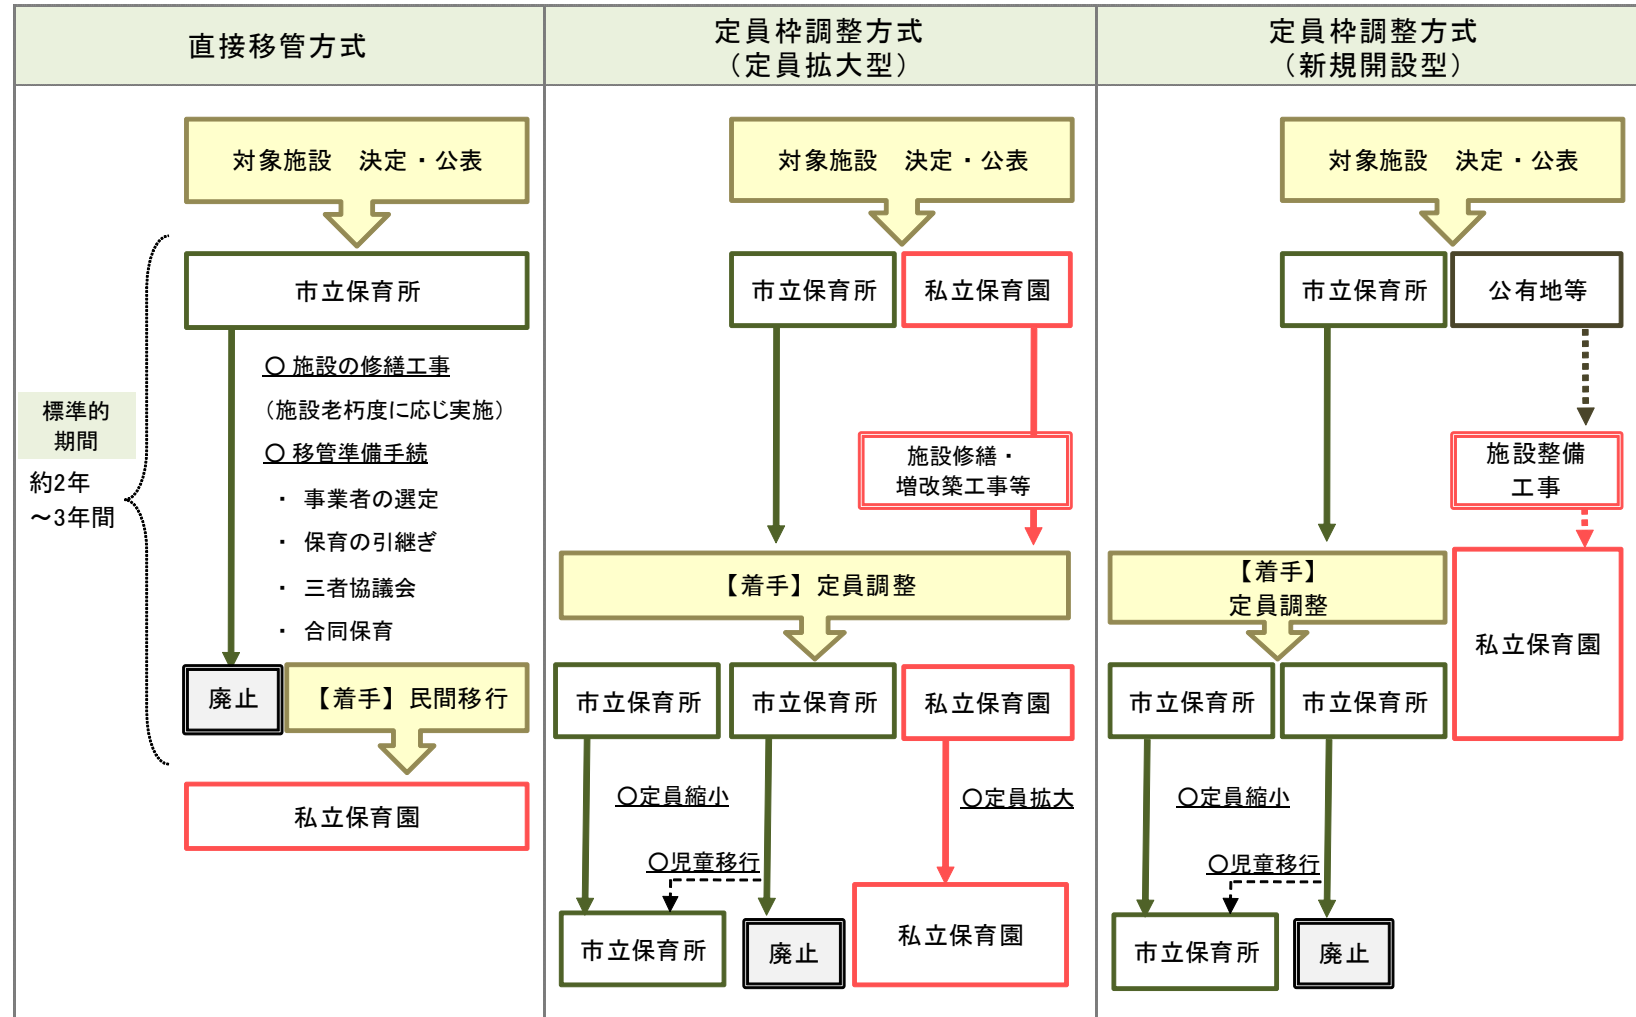 直接移管方式
対象施設　決定・公表
市立保育所
〇 施設の修繕工事
（施設老朽度に応じ実施）
〇 移管準備手続
・ 事業者の選定
・ 保育の引継ぎ
・ 三者協議会
・ 合同保育
標準的
期間
約2年
～3年間
廃止
【着手】民間移行
私立保育園
定員枠調整方式
（定員拡大型）
対象施設　決定・公表
市立保育所
私立保育園
施設修繕・
増改築工事等
【着手】定員調整
市立保育所
市立保育所
私立保育園
〇定員縮小
〇定員拡大
〇児童移行
市立保育所
廃止
私立保育園
定員枠調整方式
（新規開設型）
対象施設　決定・公表
市立保育所
公有地等
施設整備
工事
【着手】
定員調整
私立保育園
市立保育所
市立保育所
〇定員縮小
〇児童移行
市立保育所
廃止